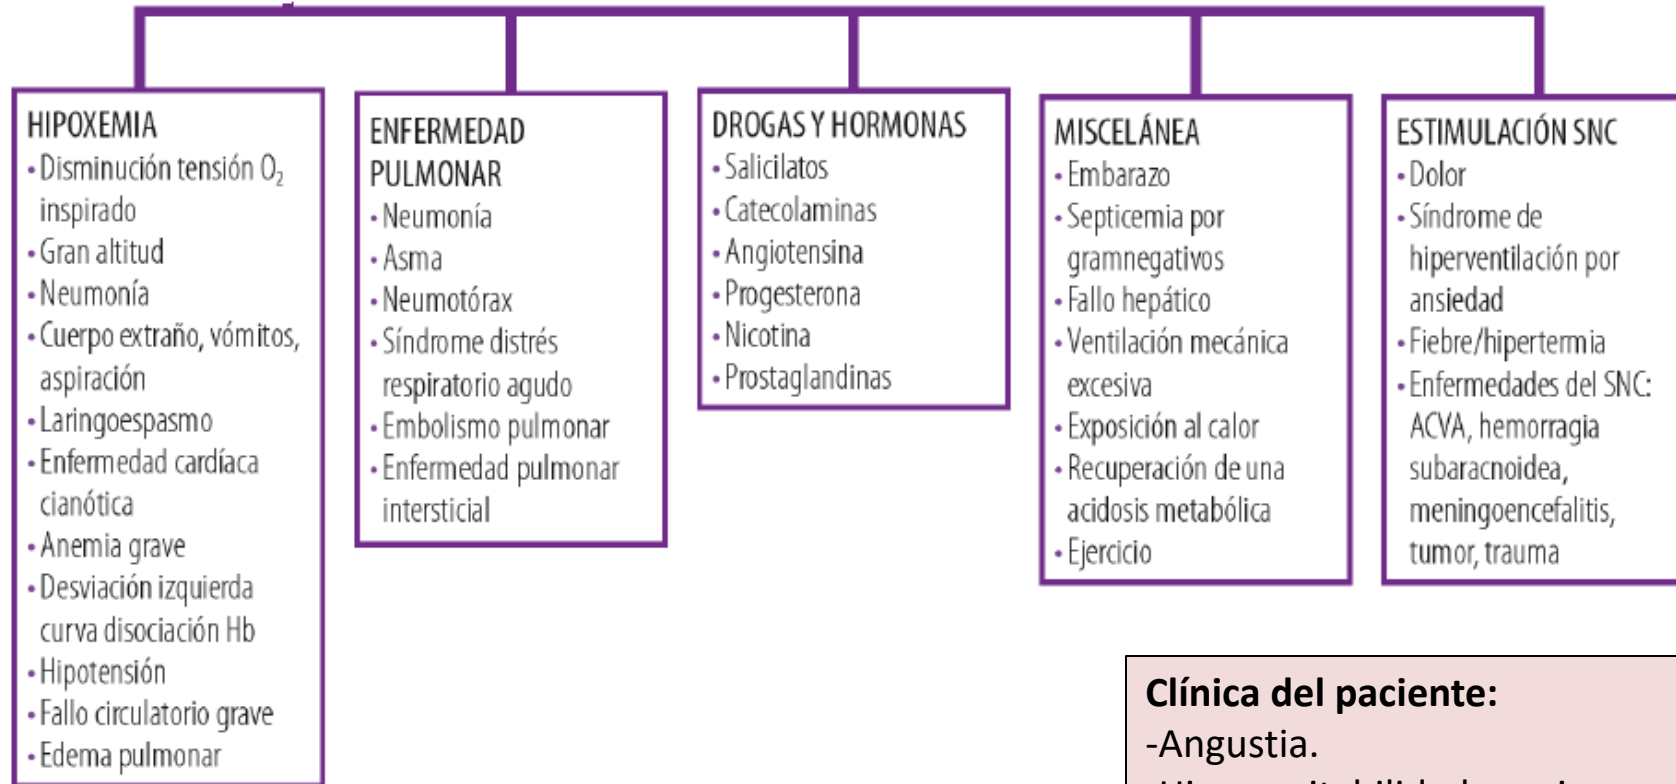 HIPOXEMIA
• Disminución tensión O₂
inspirado
• Gran altitud
• Neumonía
• Cuerpo extraño, vómitos,
aspiración
• Laringoespasmo
• Enfermedad cardíaca
cianótica
• Anemia grave
• Desviación izquierda
curva disociación Hb
• Hipotensión
• Fallo circulatorio grave
• Edema pulmonar
ENFERMEDAD
PULMONAR
• Neumonía
• Asma
• Neumotórax
• Síndrome distrés
respiratorio agudo
• Embolismo pulmonar
• Enfermedad pulmonar
intersticial
DROGAS Y HORMONAS
• Salicilatos
• Catecolaminas
• Angiotensina
• Progesterona
• Nicotina
• Prostaglandinas
MISCELÁNEA
• Embarazo
• Septicemia por
gramnegativos
• Fallo hepático
• Ventilación mecánica
excesiva
• Exposición al calor
• Recuperación de una
acidosis metabólica
• Ejercicio
ESTIMULACIÓN SNC
• Dolor
• Síndrome de
hiperventilación por
ansiedad
• Fiebre/hipertermia
• Enfermedades del SNC:
ACVA, hemorragia
subaracnoidea,
meningoencefalitis,
tumor, trauma
Clínica del paciente:
-Angustia.